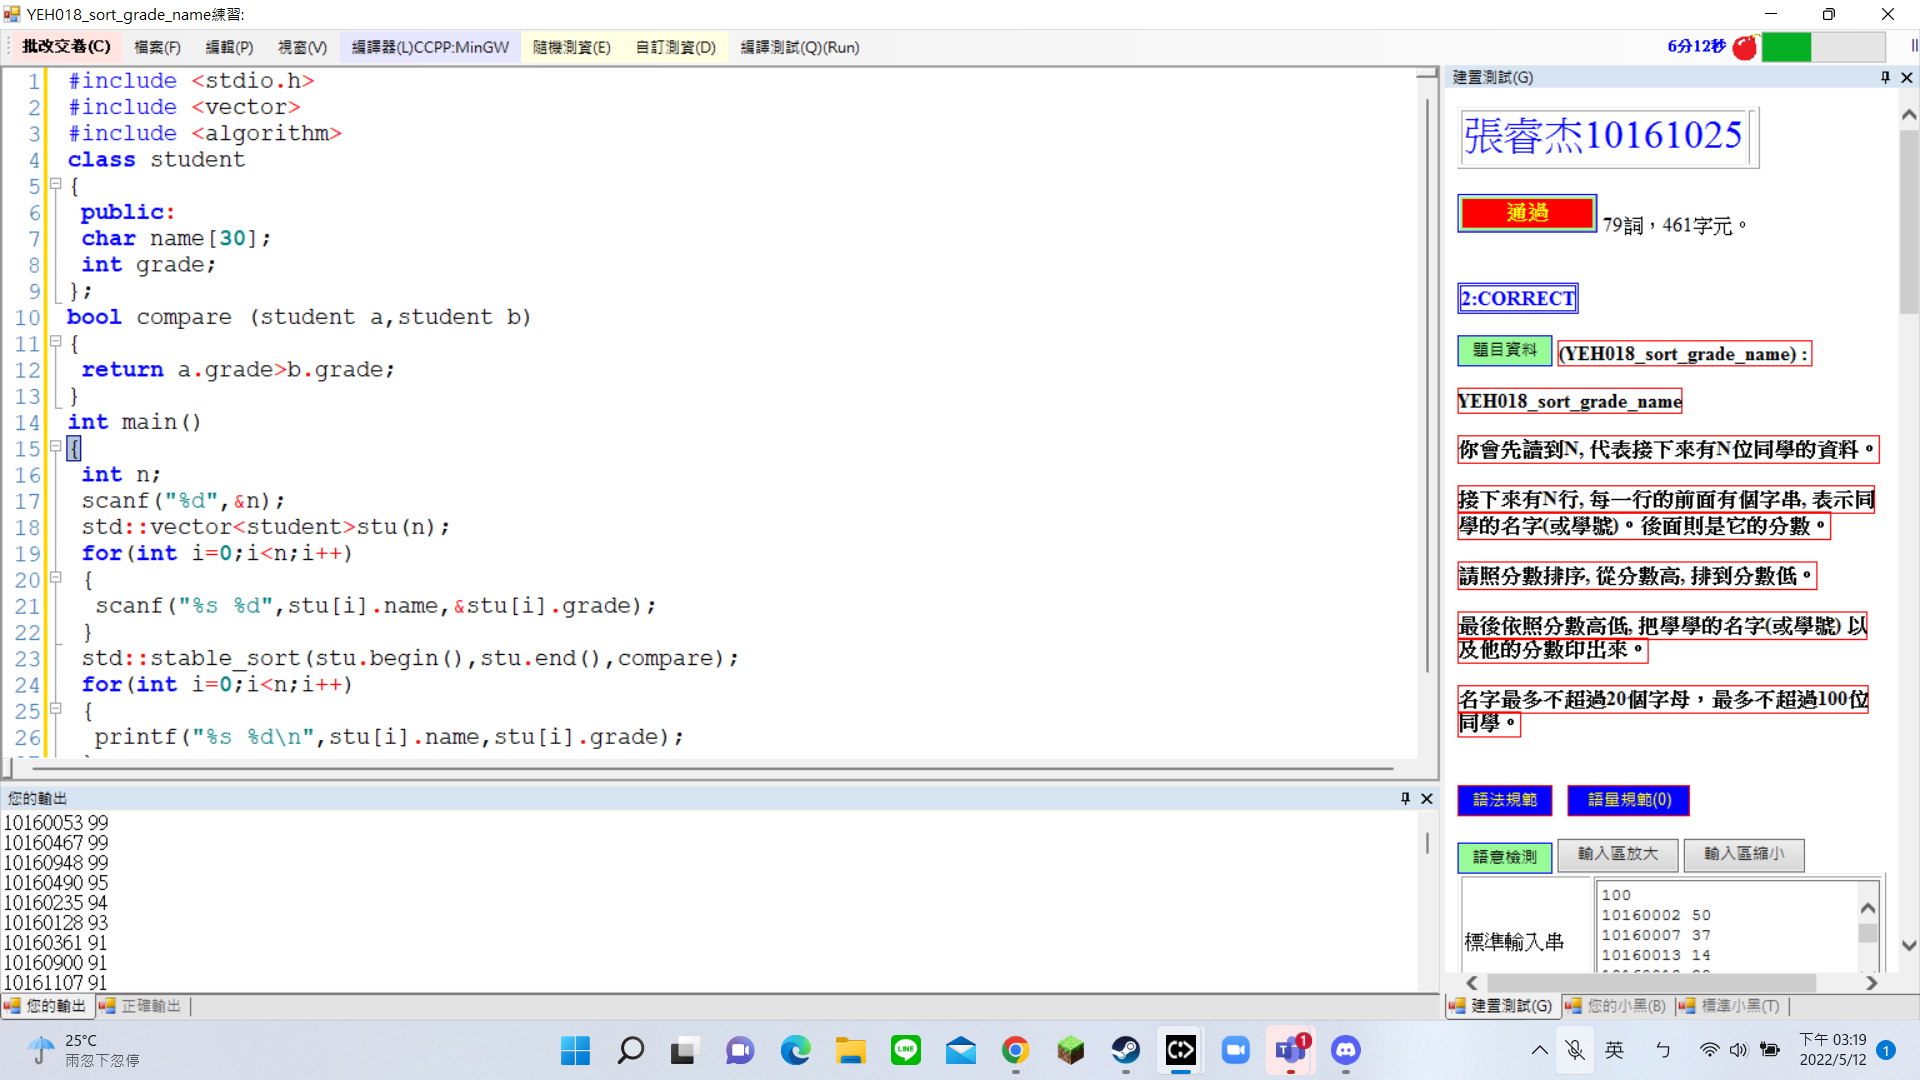 YEH018_sort_grade_name練習:
批改交卷(C) 檔案(F) 編輯(P) 視窗(V) 編譯器(L)CCPP:MinGW 隨機測資(E) 自訂測資(D) 編譯測試(Q)(Run) 6分12秒
1 #include <stdio.h>
2 #include <vector>
3 #include <algorithm>
4 class student
5 {
6 public:
7 char name[30];
8 int grade;
9 };
10 bool compare (student a,student b)
11 {
12 return a.grade>b.grade;
13 }
14 int main()
15 {
16 int n;
17 scanf("%d",&n);
18 std::vector<student>stu(n);
19 for(int i=0;i<n;i++)
20 {
21 scanf("%s %d",stu[i].name,&stu[i].grade);
22 }
23 std::stable_sort(stu.begin(),stu.end(),compare);
24 for(int i=0;i<n;i++)
25 {
26 printf("%s %d\n",stu[i].name,stu[i].grade);
您的輸出
10160053 99
10160467 99
10160948 99
10160490 95
10160235 94
10160128 93
10160361 91
10160900 91
10161107 91
您的輸出 正確輸出
建置測試(G)
張睿杰10161025
通過 79詞，461字元。
2:CORRECT
題目資料 (YEH018_sort_grade_name) :
YEH018_sort_grade_name
你會先讀到N, 代表接下來有N位同學的資料。
接下來有N行, 每一行的前面有個字串, 表示同
學的名字(或學號)。後面則是它的分數。
請照分數排序, 從分數高, 排到分數低。
最後依照分數高低, 把學學的名字(或學號) 以
及他的分數印出來。
名字最多不超過20個字母，最多不超過100位
同學。
語法規範 語量規範(0)
語意檢測 輸入區放大 輸入區縮小
標準輸入串
100
10160002 50
10160007 37
10160013 14
建置測試(G) 您的小黑(B) 標準小黑(T)
25°C
雨忽下忽停
LINE
1
英 ㄅ
下午 03:19
2022/5/12
1